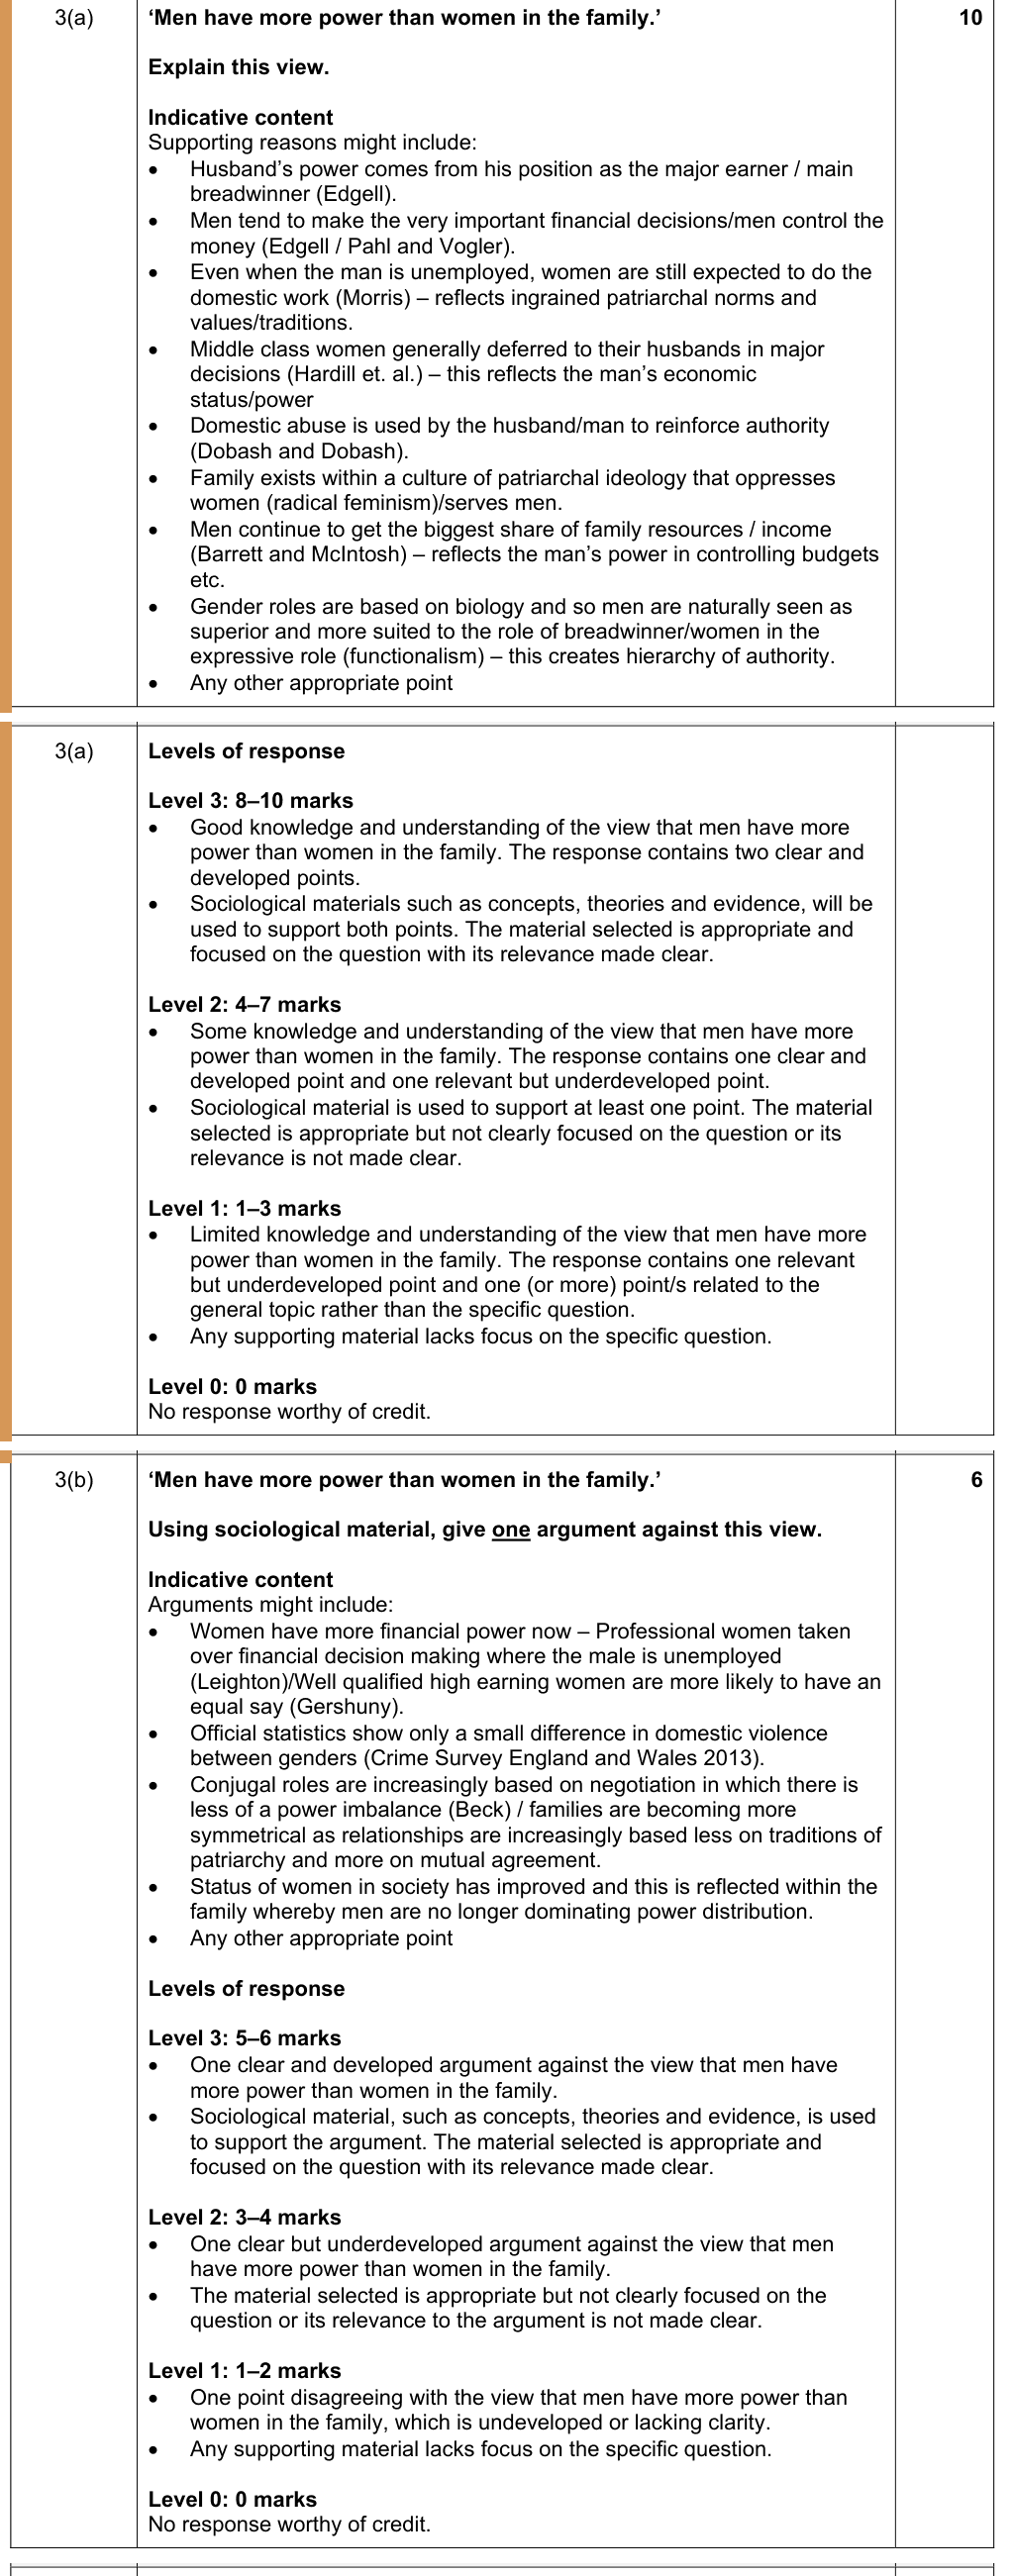 3(a) ‘Men have more power than women in the family.’ 10
Explain this view.
Indicative content
Supporting reasons might include:
• Husband’s power comes from his position as the major earner / main
breadwinner (Edgell).
• Men tend to make the very important financial decisions/men control the
money (Edgell / Pahl and Vogler).
• Even when the man is unemployed, women are still expected to do the
domestic work (Morris) – reflects ingrained patriarchal norms and
values/traditions.
• Middle class women generally deferred to their husbands in major
decisions (Hardill et. al.) – this reflects the man’s economic
status/power
• Domestic abuse is used by the husband/man to reinforce authority
(Dobash and Dobash).
• Family exists within a culture of patriarchal ideology that oppresses
women (radical feminism)/serves men.
• Men continue to get the biggest share of family resources / income
(Barrett and McIntosh) – reflects the man’s power in controlling budgets
etc.
• Gender roles are based on biology and so men are naturally seen as
superior and more suited to the role of breadwinner/women in the
expressive role (functionalism) – this creates hierarchy of authority.
• Any other appropriate point
3(a) Levels of response
Level 3: 8–10 marks
• Good knowledge and understanding of the view that men have more
power than women in the family. The response contains two clear and
developed points.
• Sociological materials such as concepts, theories and evidence, will be
used to support both points. The material selected is appropriate and
focused on the question with its relevance made clear.
Level 2: 4–7 marks
• Some knowledge and understanding of the view that men have more
power than women in the family. The response contains one clear and
developed point and one relevant but underdeveloped point.
• Sociological material is used to support at least one point. The material
selected is appropriate but not clearly focused on the question or its
relevance is not made clear.
Level 1: 1–3 marks
• Limited knowledge and understanding of the view that men have more
power than women in the family. The response contains one relevant
but underdeveloped point and one (or more) point/s related to the
general topic rather than the specific question.
• Any supporting material lacks focus on the specific question.
Level 0: 0 marks
No response worthy of credit.
3(b) ‘Men have more power than women in the family.’ 6
Using sociological material, give one argument against this view.
Indicative content
Arguments might include:
• Women have more financial power now – Professional women taken
over financial decision making where the male is unemployed
(Leighton)/Well qualified high earning women are more likely to have an
equal say (Gershuny).
• Official statistics show only a small difference in domestic violence
between genders (Crime Survey England and Wales 2013).
• Conjugal roles are increasingly based on negotiation in which there is
less of a power imbalance (Beck) / families are becoming more
symmetrical as relationships are increasingly based less on traditions of
patriarchy and more on mutual agreement.
• Status of women in society has improved and this is reflected within the
family whereby men are no longer dominating power distribution.
• Any other appropriate point
Levels of response
Level 3: 5–6 marks
• One clear and developed argument against the view that men have
more power than women in the family.
• Sociological material, such as concepts, theories and evidence, is used
to support the argument. The material selected is appropriate and
focused on the question with its relevance made clear.
Level 2: 3–4 marks
• One clear but underdeveloped argument against the view that men
have more power than women in the family.
• The material selected is appropriate but not clearly focused on the
question or its relevance to the argument is not made clear.
Level 1: 1–2 marks
• One point disagreeing with the view that men have more power than
women in the family, which is undeveloped or lacking clarity.
• Any supporting material lacks focus on the specific question.
Level 0: 0 marks
No response worthy of credit.